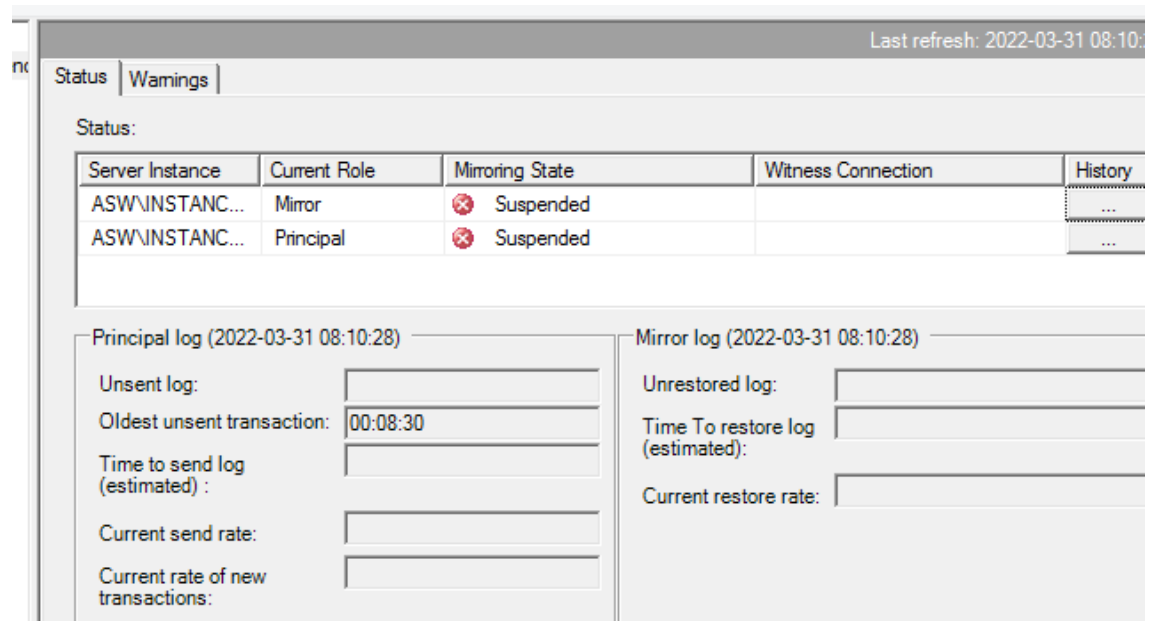 Last refresh: 2022-03-31 08:10:
Status Warnings
Status:
Server Instance Current Role Mirroring State Witness Connection History
ASW\INSTANC... Mirror Suspended ...
ASW\INSTANC... Principal Suspended ...
Principal log (2022-03-31 08:10:28)
Unsent log:
Oldest unsent transaction: 00:08:30
Time to send log
(estimated) :
Current send rate:
Current rate of new
transactions:
Mirror log (2022-03-31 08:10:28)
Unrestored log:
Time To restore log
(estimated):
Current restore rate: